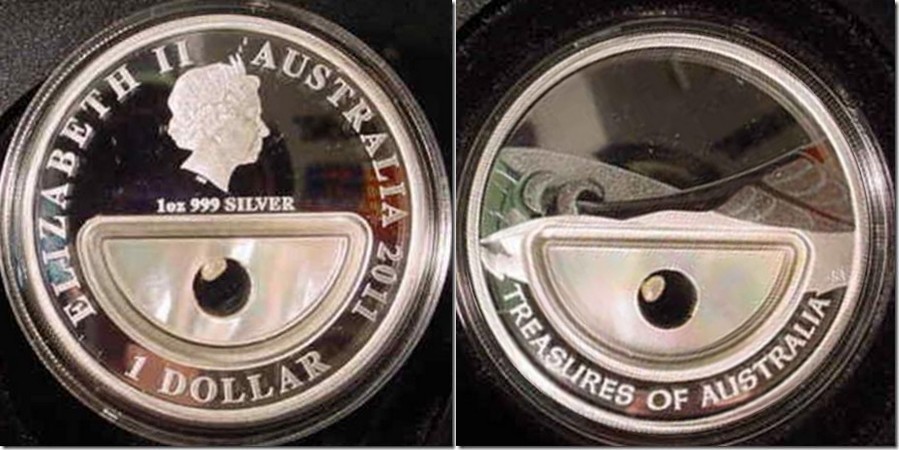 ELIZABETH II AUSTRALIA 2011
1oz 999 SILVER
1 DOLLAR
TREASURES OF AUSTRALIA